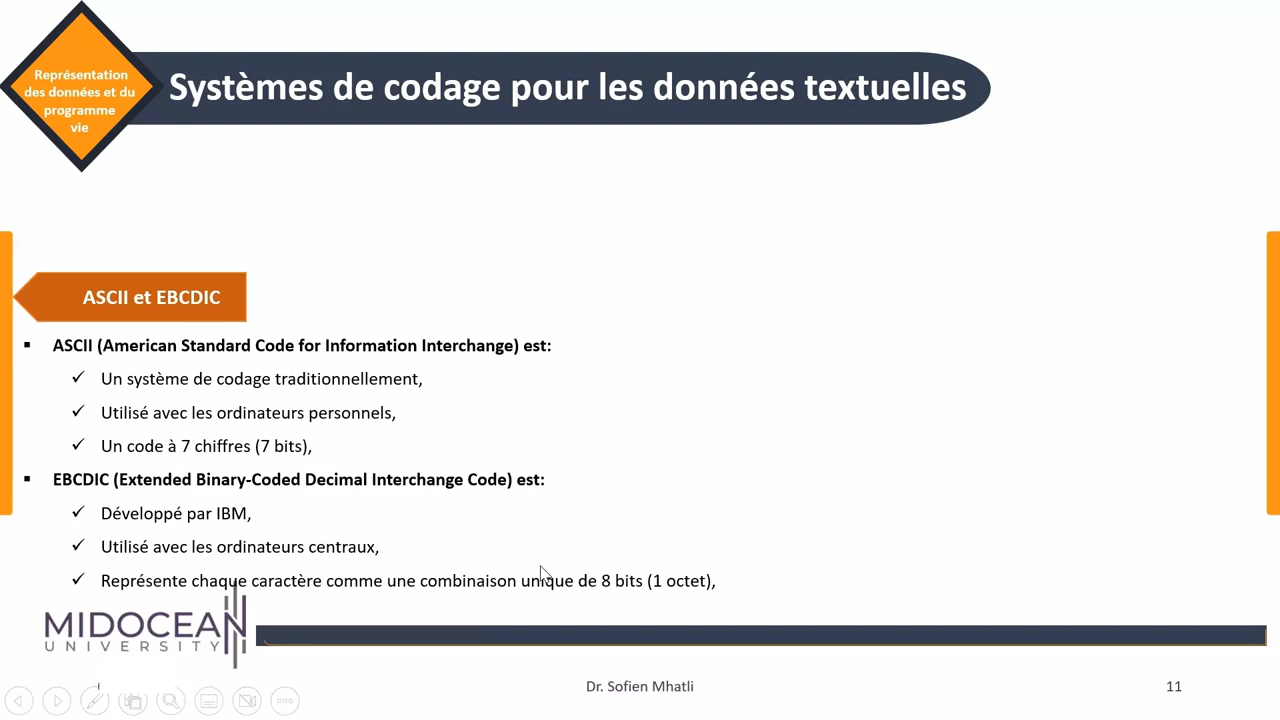 Représentation
des données et du
programme
vie
Systèmes de codage pour les données textuelles
ASCII et EBCDIC
▪ ASCII (American Standard Code for Information Interchange) est:
✓ Un système de codage traditionnellement,
✓ Utilisé avec les ordinateurs personnels,
✓ Un code à 7 chiffres (7 bits),
▪ EBCDIC (Extended Binary-Coded Decimal Interchange Code) est:
✓ Développé par IBM,
✓ Utilisé avec les ordinateurs centraux,
✓ Représente chaque caractère comme une combinaison unique de 8 bits (1 octet),
MIDOCEAN
UNIVERSITY
Dr. Sofien Mhatli
11